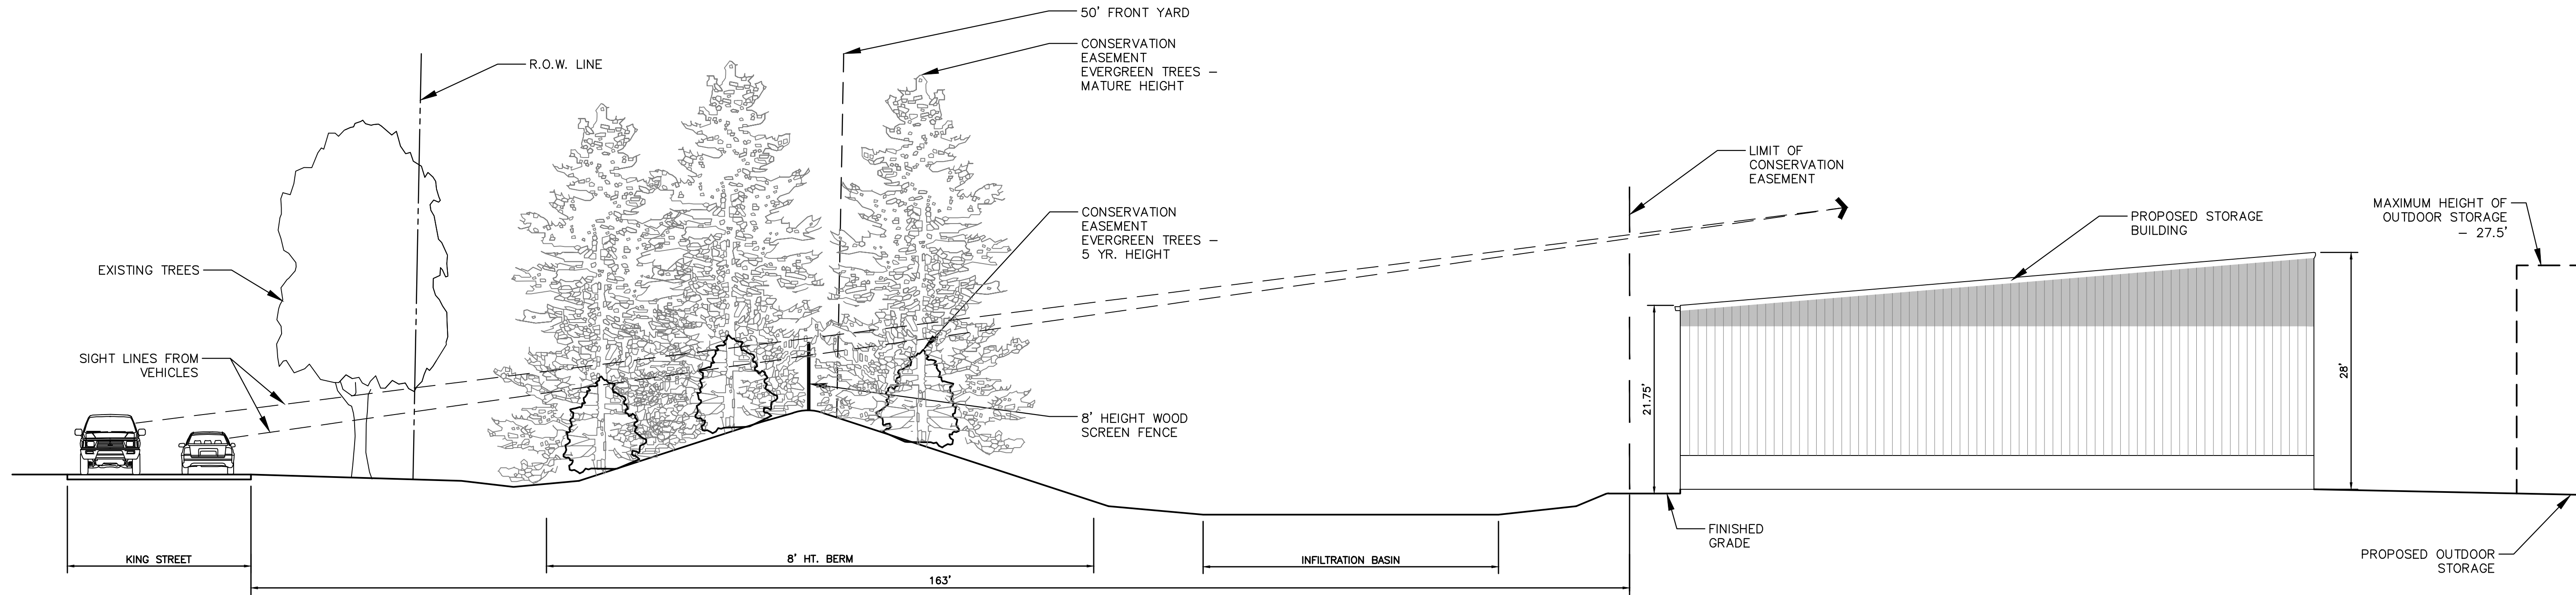 50' FRONT YARD
CONSERVATION
EASEMENT
EVERGREEN TREES –
MATURE HEIGHT
R.O.W. LINE
LIMIT OF
CONSERVATION
EASEMENT
MAXIMUM HEIGHT OF
OUTDOOR STORAGE
– 27.5'
PROPOSED STORAGE
BUILDING
CONSERVATION
EASEMENT
EVERGREEN TREES –
5 YR. HEIGHT
EXISTING TREES
SIGHT LINES FROM
VEHICLES
8' HEIGHT WOOD
SCREEN FENCE
21.75'
28'
FINISHED
GRADE
PROPOSED OUTDOOR
STORAGE
KING STREET
8' HT. BERM
INFILTRATION BASIN
163'